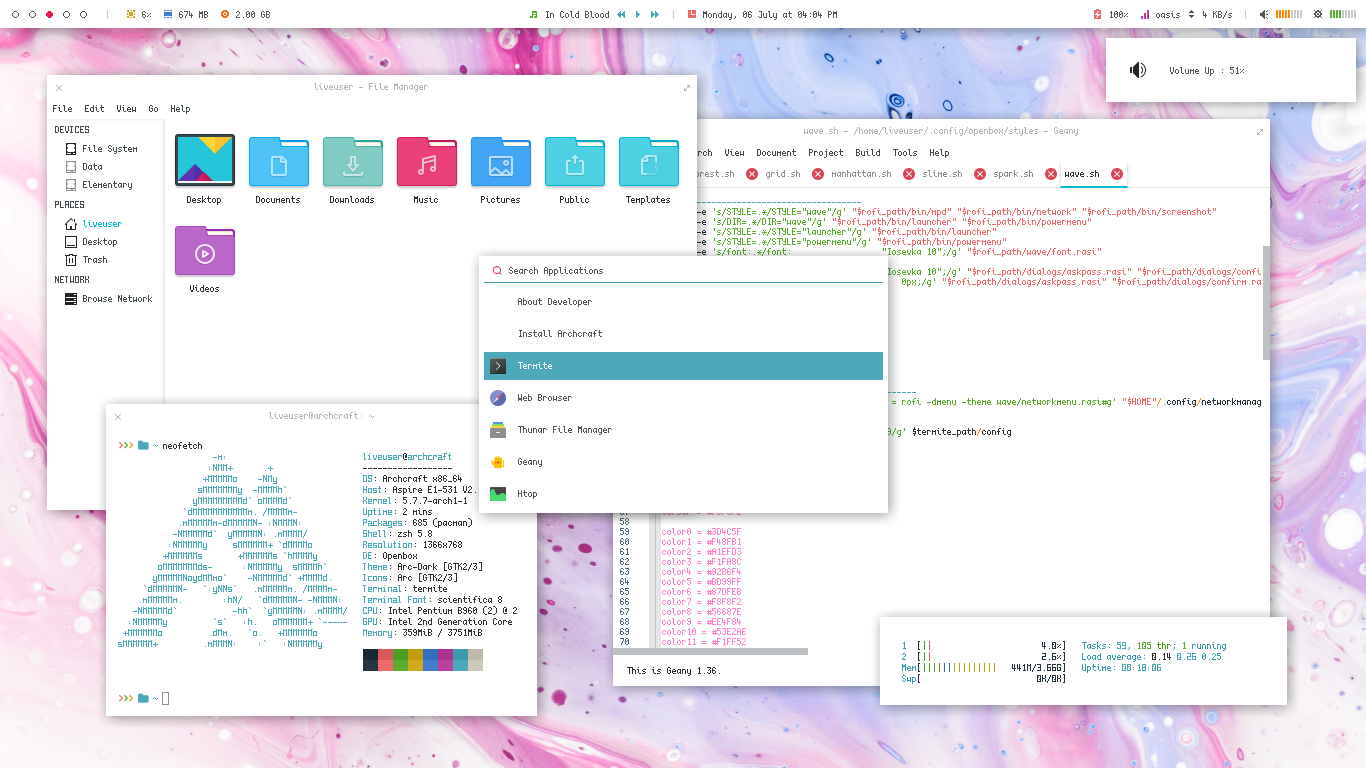 6% 674 MB 2.00 GB In Cold Blood Monday, 06 July at 04:04 PM 100% oasis 4 KB/s
Volume Up : 51%
liveuser - File Manager
File Edit View Go Help
DEVICES
File System
Data
Elementary
PLACES
liveuser
Desktop
Trash
NETWORK
Browse Network
Desktop Documents Downloads Music Pictures Public Templates
Videos
wave.sh - /home/liveuser/.config/openbox/styles - Geany
rch View Document Project Build Tools Help
orest.sh grid.sh manhattan.sh slime.sh spark.sh wave.sh
-e 's/STYLE=.*/STYLE="wave"/g' "$rofi_path/bin/mpd" "$rofi_path/bin/network" "$rofi_path/bin/screenshot"
-e 's/DIR=.*/DIR="wave"/g' "$rofi_path/bin/launcher" "$rofi_path/bin/powermenu"
-e 's/STYLE=.*/STYLE="launcher"/g' "$rofi_path/bin/launcher"
-e 's/STYLE=.*/STYLE="powermenu"/g' "$rofi_path/bin/powermenu"
-e 's/font:.*/font: "Iosevka 10";/g' "$rofi_path/wave/font.rasi"
Iosevka 10";/g' "$rofi_path/dialogs/askpass.rasi" "$rofi_path/dialogs/confi
0px;/g' "$rofi_path/dialogs/askpass.rasi" "$rofi_path/dialogs/confirm.ra
= rofi -dmenu -theme wave/networkmenu.rasi#g' "$HOME"/.config/networkmanag
/g' $termite_path/config
Search Applications
About Developer
Install Archcraft
Termite
Web Browser
Thunar File Manager
Geany
Htop
58
59 color0 = #3D4C5F
60 color1 = #F48FB1
61 color2 = #A1EFD3
62 color3 = #F1FA8C
63 color4 = #92B6F4
64 color5 = #BD99FF
65 color6 = #87DFEB
66 color7 = #F8F8F2
67 color8 = #56687E
68 color9 = #EE4F84
69 color10 = #53E2AE
70 color11 = #F1FF52
This is Geany 1.36.
liveuser@archcraft: ~
>>> ~ neofetch
liveuser@archcraft
------------------
OS: Archcraft x86_64
Host: Aspire E1-531 V2.
Kernel: 5.7.7-arch1-1
Uptime: 2 mins
Packages: 685 (pacman)
Shell: zsh 5.8
Resolution: 1366x768
DE: Openbox
Theme: Arc-Dark [GTK2/3]
Icons: Arc [GTK2/3]
Terminal: termite
Terminal Font: scientifica 8
CPU: Intel Pentium B960 (2) @ 2
GPU: Intel 2nd Generation Core
Memory: 359MiB / 3751MiB
>>> ~
1 [|| 4.0%] Tasks: 59, 105 thr; 1 running
2 [|| 2.6%] Load average: 0.14 0.26 0.25
Mem[|||||||||||||||| 441M/3.66G] Uptime: 00:18:06
Swp[ 0K/0K]